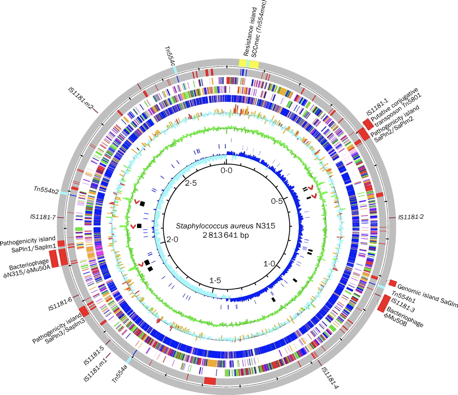 Resistance island
SCCmec (Tn554mec)
Tn554c
IS1181-m2
IS1181-1
Putative conjugative
transposon Tn5801
Pathogenicity island
SaPIn2/SaPIm2
Tn554b2
IS1181-7
IS1181-2
Pathogenicity island
SaPIn1/SaPIm1
Bacteriophage
ϕN315/ϕMu50A
0·0
0·5
1·0
1·5
2·0
2·5
Staphylococcus aureus N315
2 813 641 bp
Genomic island SaGIm
Tn554b1
IS1181-3
Bacteriophage
ϕMu50B
IS1181-6
Pathogenicity island
SaPIn3/SaPIm3
IS1181-5
IS1181-m1
Tn554a
IS1181-4